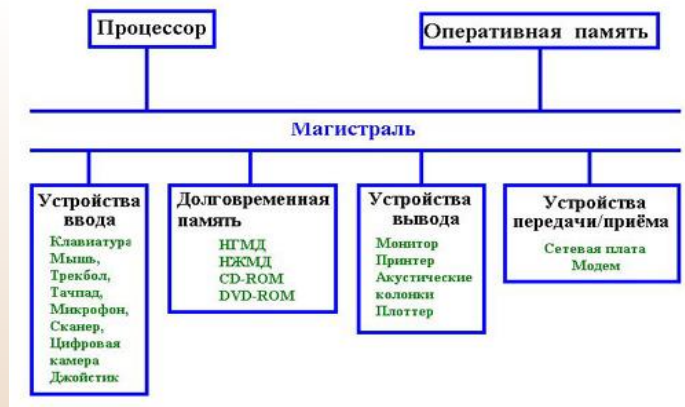 Процессор
Оперативная память
Магистраль
Устройства
ввода
Клавиатура
Мышь,
Трекбол,
Тачпад,
Микрофон,
Сканер,
Цифровая
камера
Джойстик
Долговременная
память
НГМД
НЖМД
CD-ROM
DVD-ROM
Устройства
вывода
Монитор
Принтер
Акустические
колонки
Плоттер
Устройства
передачи/приёма
Сетевая плата
Модем